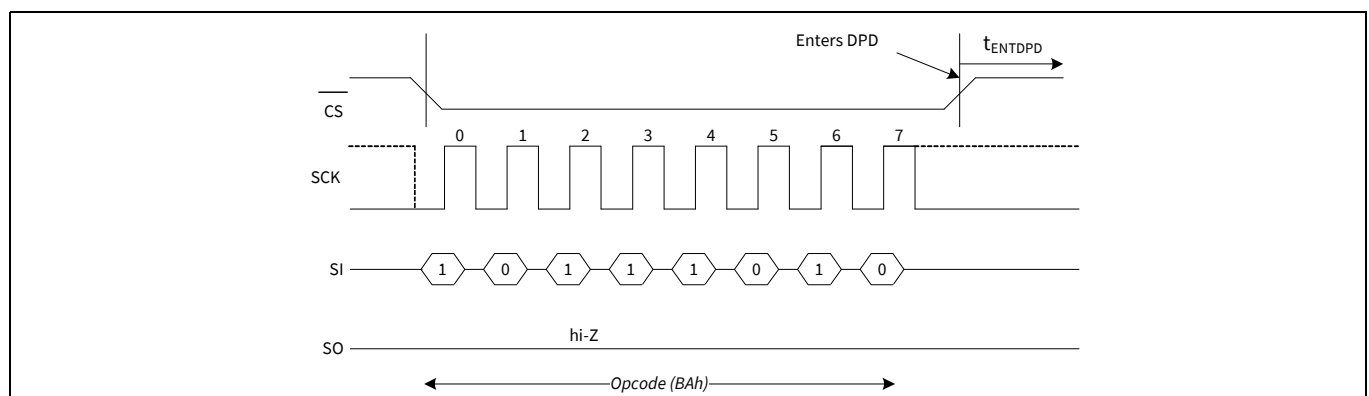 Enters DPD
tENTDPD
CS
0 1 2 3 4 5 6 7
SCK
SI 1 0 1 1 1 0 1 0
hi-Z
SO
Opcode (BAh)